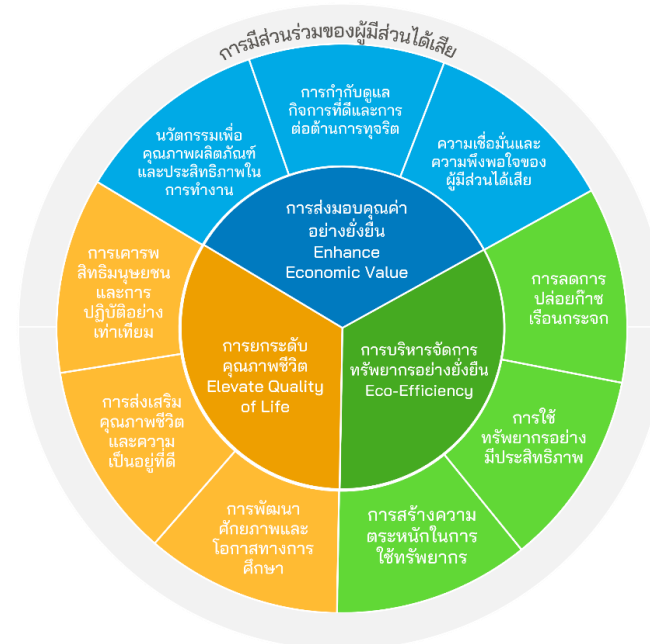 การมีส่วนร่วมของผู้มีส่วนได้เสีย
การกำกับดูแล
กิจการที่ดีและการ
ต่อต้านการทุจริต
นวัตกรรมเพื่อ
คุณภาพผลิตภัณฑ์
และประสิทธิภาพใน
การทำงาน
ความเชื่อมั่นและ
ความพึงพอใจของ
ผู้มีส่วนได้เสีย
การส่งมอบคุณค่า
อย่างยั่งยืน
Enhance
Economic Value
การเคารพ
สิทธิมนุษยชน
และการ
ปฏิบัติอย่าง
เท่าเทียม
การลดการ
ปล่อยก๊าซ
เรือนกระจก
การยกระดับ
คุณภาพชีวิต
Elevate Quality
of Life
การบริหารจัดการ
ทรัพยากรอย่างยั่งยืน
Eco-Efficiency
การส่งเสริม
คุณภาพชีวิต
และความ
เป็นอยู่ที่ดี
การใช้
ทรัพยากรอย่าง
มีประสิทธิภาพ
การพัฒนา
ศักยภาพและ
โอกาสทางการ
ศึกษา
การสร้างความ
ตระหนักในการ
ใช้ทรัพยากร